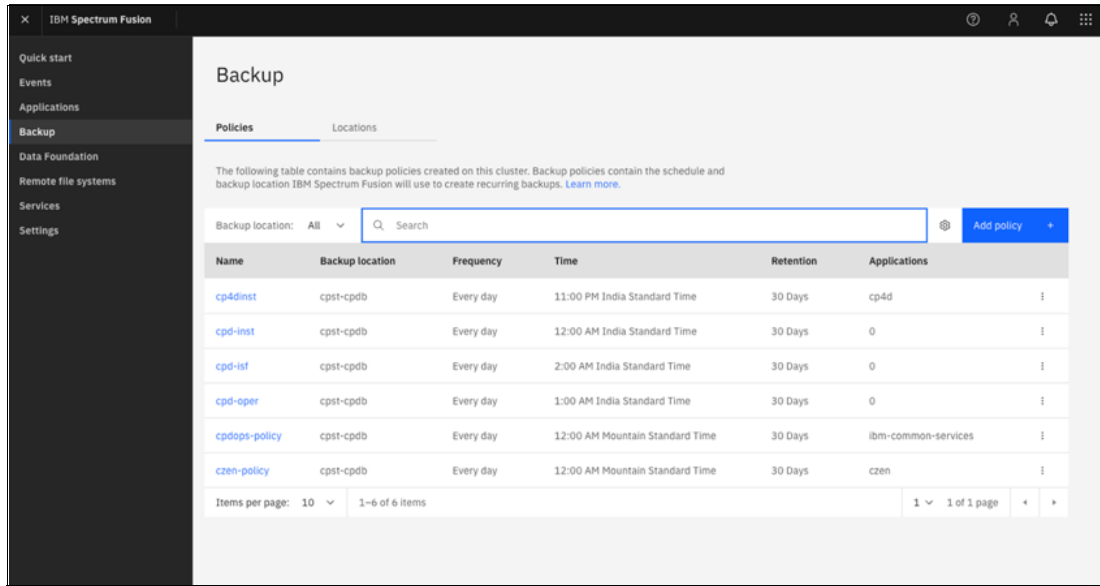 IBM Spectrum Fusion
Quick start
Events
Applications
Backup
Data Foundation
Remote file systems
Services
Settings
Backup
Policies Locations
The following table contains backup policies created on this cluster. Backup policies contain the schedule and
backup location IBM Spectrum Fusion will use to create recurring backups. Learn more.
Backup location: All Search Add policy +
Name Backup location Frequency Time Retention Applications
cp4dinst cpst-cpdb Every day 11:00 PM India Standard Time 30 Days cp4d
cpd-inst cpst-cpdb Every day 12:00 AM India Standard Time 30 Days 0
cpd-isf cpst-cpdb Every day 2:00 AM India Standard Time 30 Days 0
cpd-oper cpst-cpdb Every day 1:00 AM India Standard Time 30 Days 0
cpdops-policy cpst-cpdb Every day 12:00 AM Mountain Standard Time 30 Days ibm-common-services
czen-policy cpst-cpdb Every day 12:00 AM Mountain Standard Time 30 Days czen
Items per page: 10 1–6 of 6 items 1 1 of 1 page